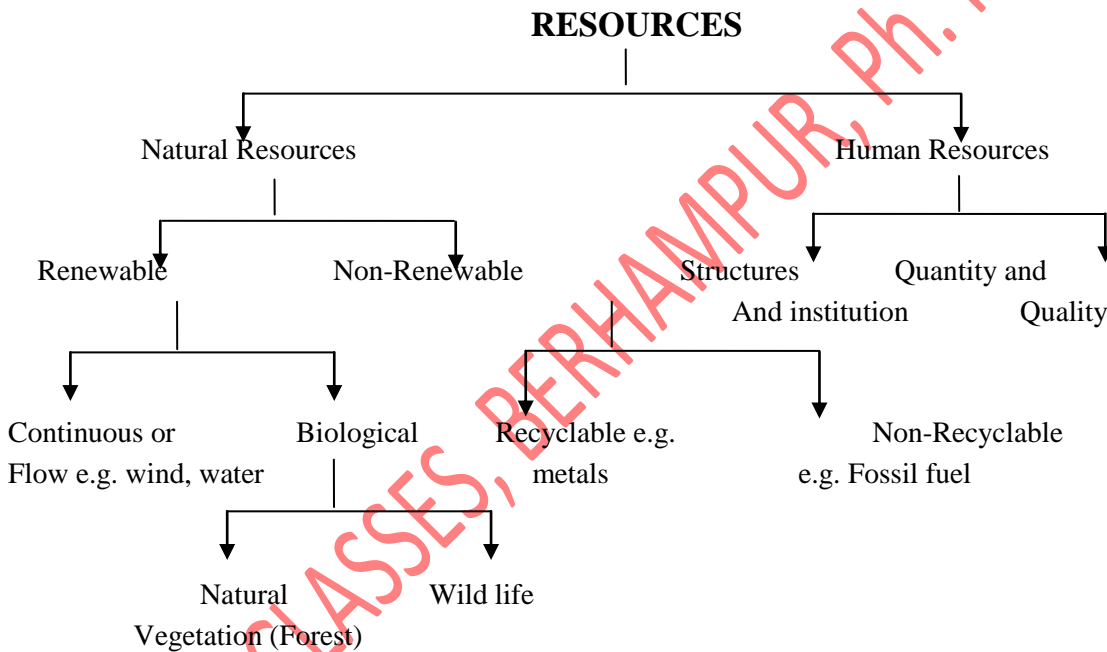 RESOURCES
Natural Resources Human Resources
Renewable Non-Renewable Structures Quantity and
And institution Quality
Continuous or Biological Recyclable e.g. Non-Recyclable
Flow e.g. wind, water metals e.g. Fossil fuel
Natural Wild life
Vegetation (Forest)
CLASSES, BERHAMPUR, Ph.